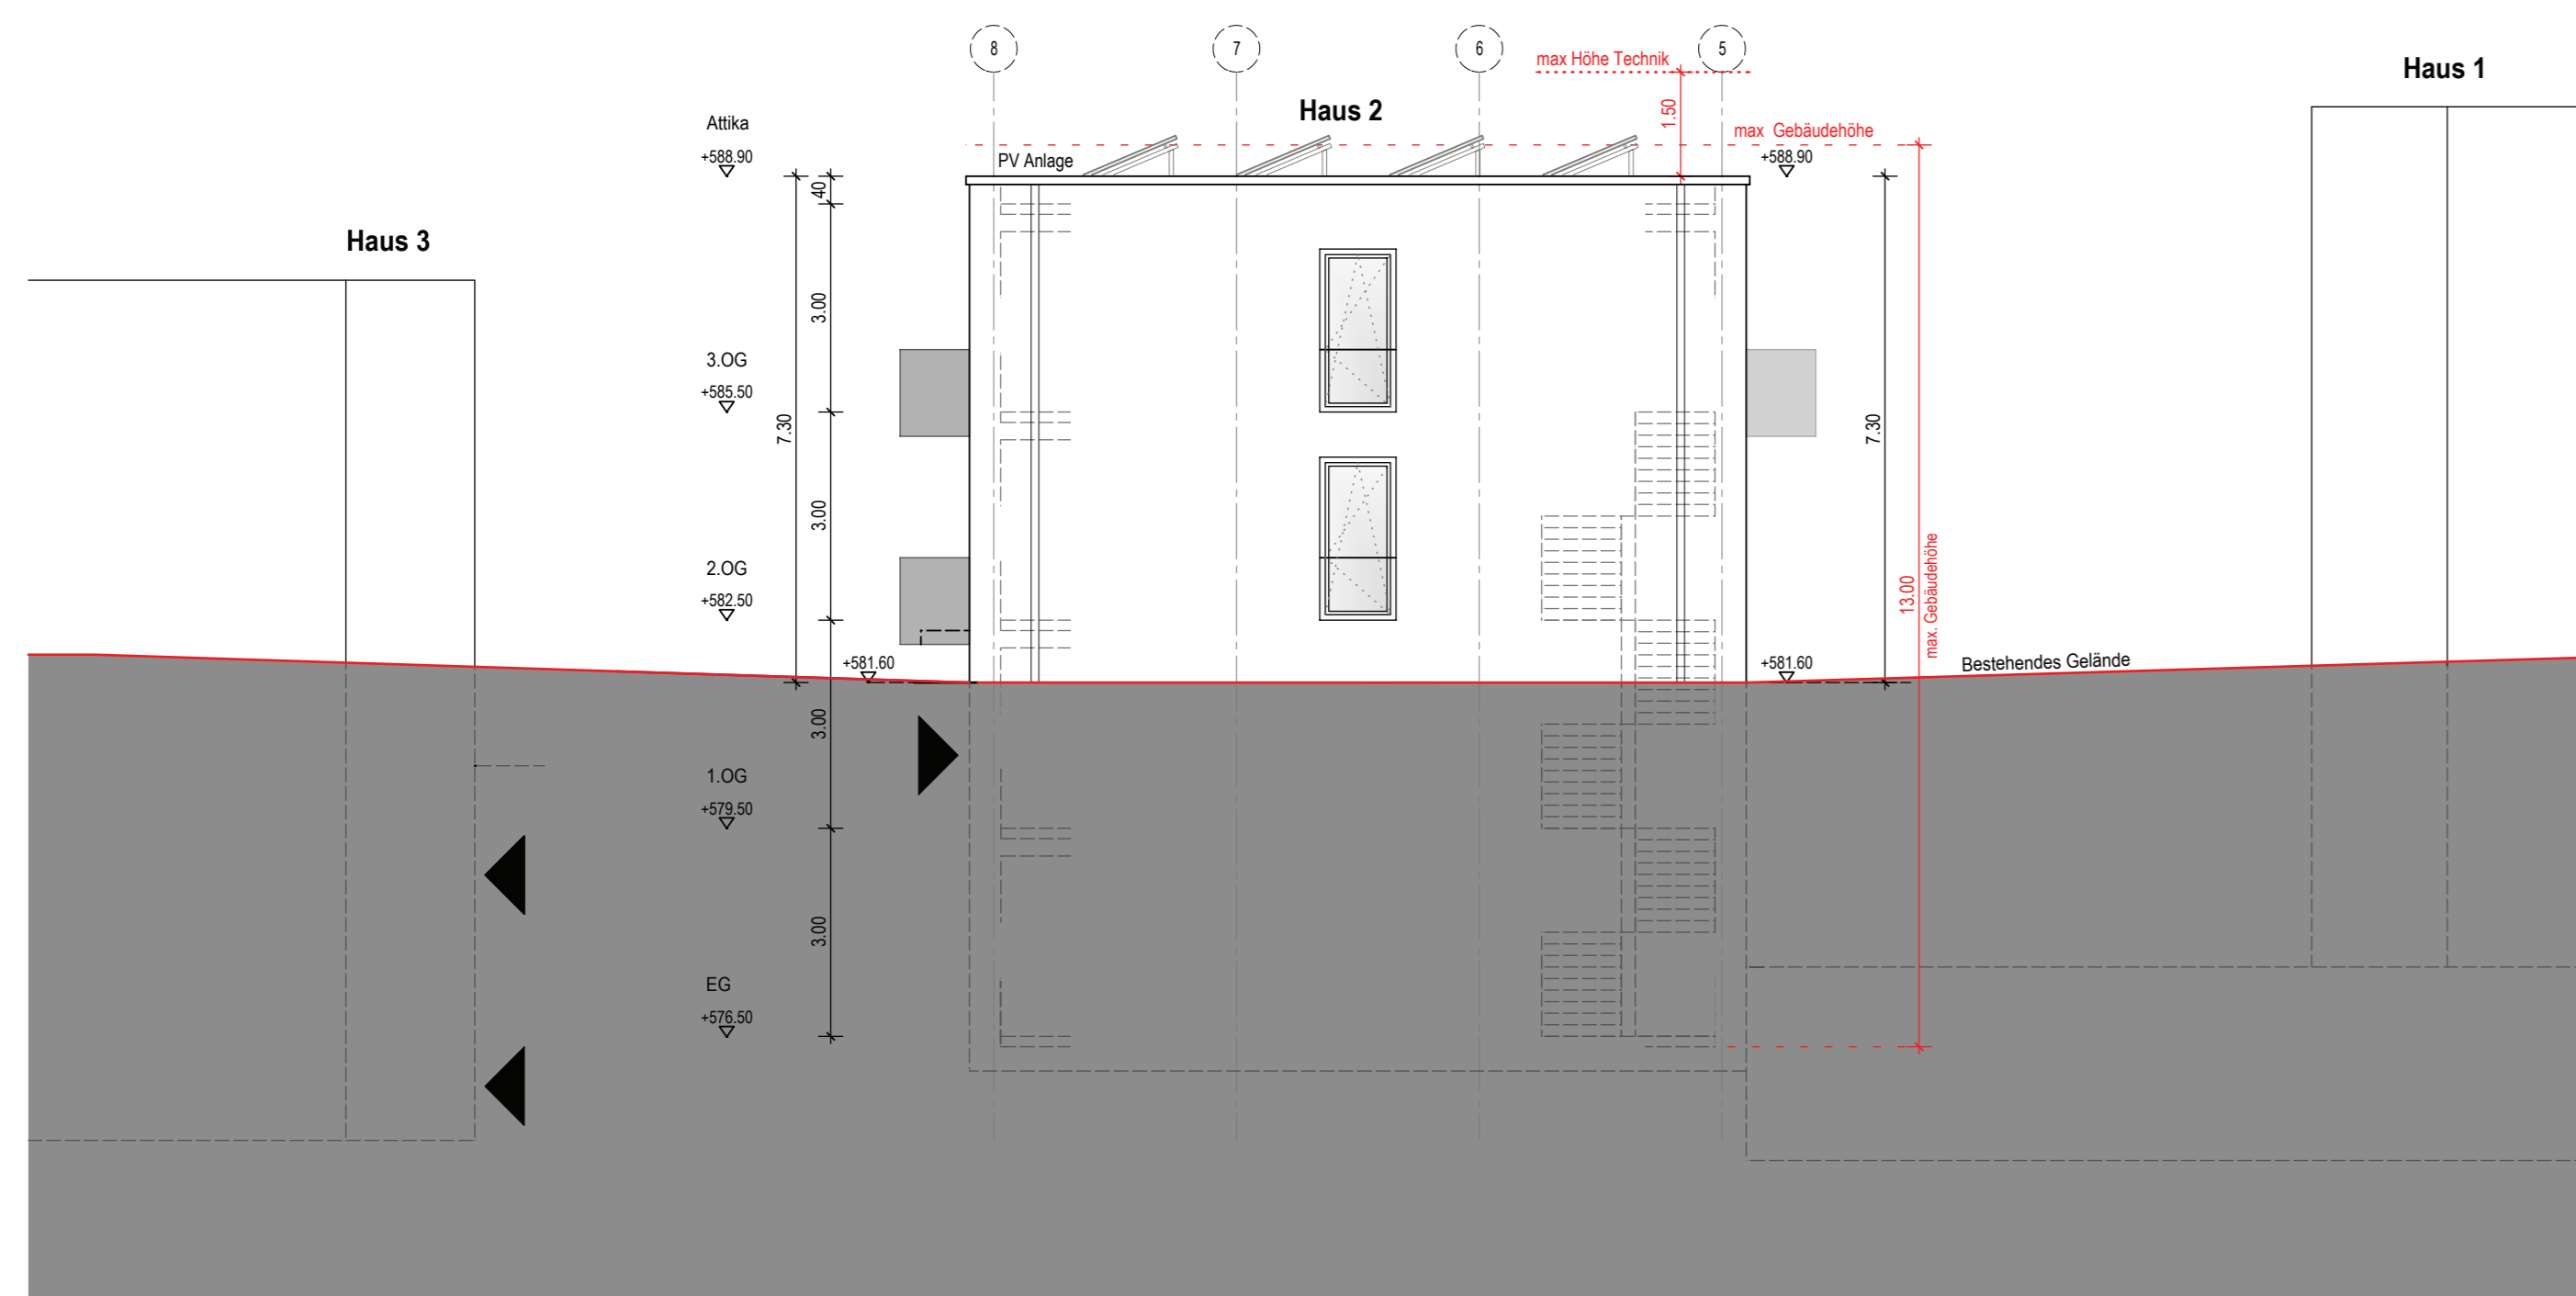 8
7
6
5
max Höhe Technik
Haus 1
1.50
Haus 2
Attika
max Gebäudehöhe
+588.90
PV Anlage
+588.90
40
Haus 3
3.00
3.OG
+585.50
7.30
7.30
3.00
2.OG
+582.50
13.00
max. Gebäudehöhe
+581.60
+581.60
Bestehendes Gelände
3.00
1.OG
+579.50
3.00
EG
+576.50